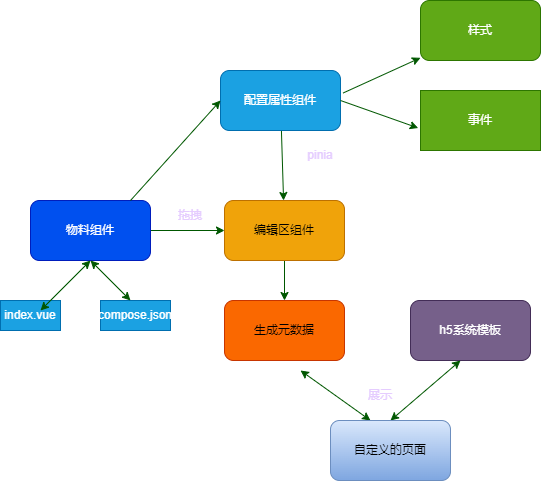 样式
配置属性组件
事件
pinia
物料组件
拖拽
编辑区组件
index.vue
compose.json
生成元数据
h5系统模板
展示
自定义的页面